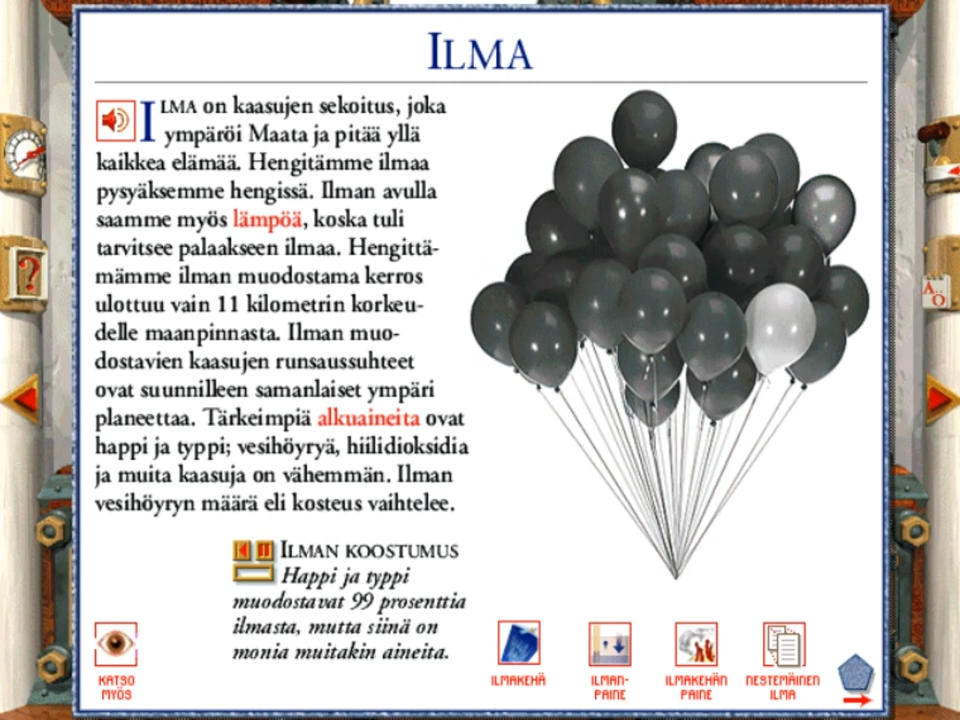 ILMA
ILMA on kaasujen sekoitus, joka
ympäröi Maata ja pitää yllä
kaikkea elämää. Hengitämme ilmaa
pysyäksemme hengissä. Ilman avulla
saamme myös lämpöä, koska tuli
tarvitsee palaakseen ilmaa. Hengittä-
mämme ilman muodostama kerros
ulottuu vain 11 kilometrin korkeu-
delle maanpinnasta. Ilman muo-
dostavien kaasujen runsaussuhteet
ovat suunnilleen samanlaiset ympäri
planeettaa. Tärkeimpiä alkuaineita ovat
happi ja typpi; vesihöyryä, hiilidioksidia
ja muita kaasuja on vähemmän. Ilman
vesihöyryn määrä eli kosteus vaihtelee.
ILMAN KOOSTUMUS
Happi ja typpi
muodostavat 99 prosenttia
ilmasta, mutta siinä on
monia muitakin aineita.
KATSO
MYÖS
ILMAKEHÄ
ILMAN-
PAINE
ILMAKEHÄN
PAINE
NESTEMÄINEN
ILMA
?
A...
O